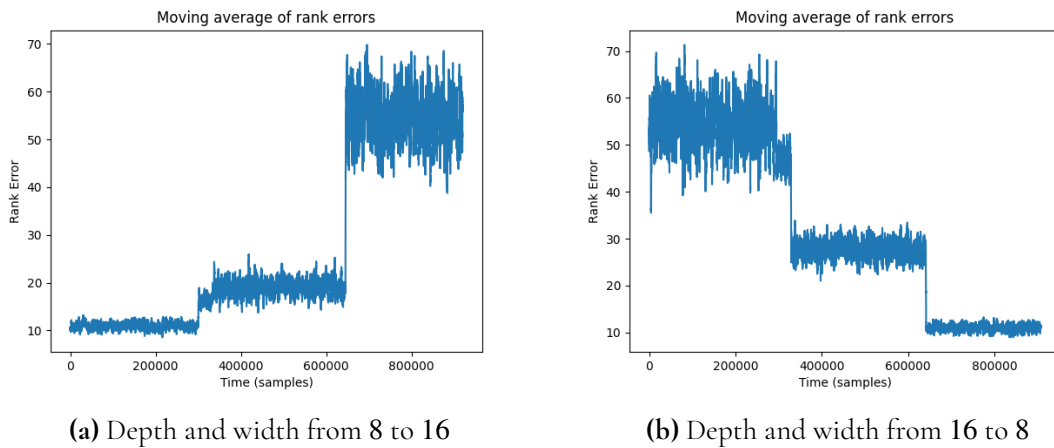 Moving average of rank errors
Rank Error
70
60
50
40
30
20
10
0 200000 400000 600000 800000
Time (samples)
(a) Depth and width from 8 to 16
Moving average of rank errors
Rank Error
70
60
50
40
30
20
10
0 200000 400000 600000 800000
Time (samples)
(b) Depth and width from 16 to 8